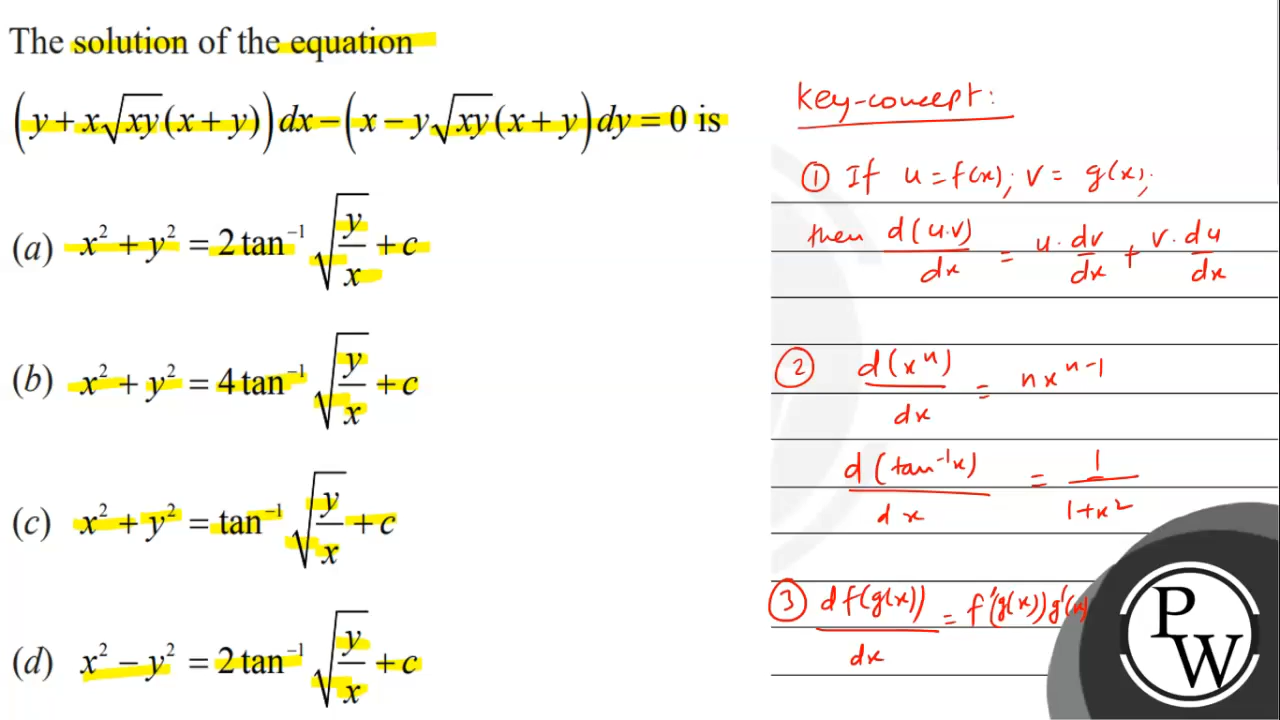 The solution of the equation
(y + x√xy(x + y))dx − (x − y√xy(x + y)dy = 0 is
(a) x² + y² = 2 tan⁻¹ √(y/x) + c
(b) x² + y² = 4 tan⁻¹ √(y/x) + c
(c) x² + y² = tan⁻¹ √(y/x) + c
(d) x² − y² = 2 tan⁻¹ √(y/x) + c
Key-concept:
① If u = f(x); v = g(x);
then d(u.v)/dx = u. dv/dx + v. du/dx
② d(xⁿ)/dx = nxⁿ⁻¹
d(tan⁻¹x)/dx = 1/(1+x²)
③ d f(g(x))/dx = f'(g(x))g'(x)
P
W